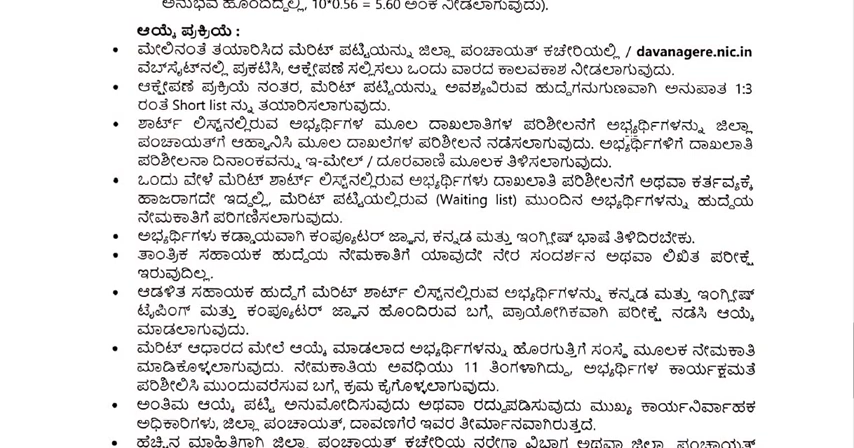 ಅನುಭವ ಹೊಂದಿದ್ದಲ್ಲಿ, 10*0.56 = 5.60 ಅಂಕ ನೀಡಲಾಗುವುದು).
ಆಯ್ಕೆ ಪ್ರಕ್ರಿಯೆ :
• ಮೇಲಿನಂತೆ ತಯಾರಿಸಿದ ಮೆರಿಟ್ ಪಟ್ಟಿಯನ್ನು ಜಿಲ್ಲಾ ಪಂಚಾಯತ್ ಕಚೇರಿಯಲ್ಲಿ / davanagere.nic.in
ವೆಬ್‌ಸೈಟ್‌ನಲ್ಲಿ ಪ್ರಕಟಿಸಿ, ಆಕ್ಷೇಪಣೆ ಸಲ್ಲಿಸಲು ಒಂದು ವಾರದ ಕಾಲವಕಾಶ ನೀಡಲಾಗುವುದು.
• ಆಕ್ಷೇಪಣೆ ಪ್ರಕ್ರಿಯೆ ನಂತರ, ಮೆರಿಟ್ ಪಟ್ಟಿಯನ್ನು ಅವಶ್ಯವಿರುವ ಹುದ್ದೆಗನುಗುಣವಾಗಿ ಅನುಪಾತ 1:3
ರಂತೆ Short list ನ್ನು ತಯಾರಿಸಲಾಗುವುದು.
• ಶಾರ್ಟ್ ಲಿಸ್ಟ್‌ನಲ್ಲಿರುವ ಅಭ್ಯರ್ಥಿಗಳ ಮೂಲ ದಾಖಲಾತಿಗಳ ಪರಿಶೀಲನೆಗೆ ಅಭ್ಯರ್ಥಿಗಳನ್ನು ಜಿಲ್ಲಾ
ಪಂಚಾಯತ್‌ಗೆ ಆಹ್ವಾನಿಸಿ ಮೂಲ ದಾಖಲೆಗಳ ಪರಿಶೀಲನೆ ನಡೆಸಲಾಗುವುದು. ಅಭ್ಯರ್ಥಿಗಳಿಗೆ ದಾಖಲಾತಿ
ಪರಿಶೀಲನಾ ದಿನಾಂಕವನ್ನು ಇ-ಮೇಲ್ / ದೂರವಾಣಿ ಮೂಲಕ ತಿಳಿಸಲಾಗುವುದು.
• ಒಂದು ವೇಳೆ ಮೆರಿಟ್ ಶಾರ್ಟ್ ಲಿಸ್ಟ್‌ನಲ್ಲಿರುವ ಅಭ್ಯರ್ಥಿಗಳು ದಾಖಲಾತಿ ಪರಿಶೀಲನೆಗೆ ಅಥವಾ ಕರ್ತವ್ಯಕ್ಕೆ
ಹಾಜರಾಗದೇ ಇದ್ದಲ್ಲಿ, ಮೆರಿಟ್ ಪಟ್ಟಿಯಲ್ಲಿರುವ (Waiting list) ಮುಂದಿನ ಅಭ್ಯರ್ಥಿಗಳನ್ನು ಹುದ್ದೆಯ
ನೇಮಕಾತಿಗೆ ಪರಿಗಣಿಸಲಾಗುವುದು.
• ಅಭ್ಯರ್ಥಿಗಳು ಕಡ್ಡಾಯವಾಗಿ ಕಂಪ್ಯೂಟರ್ ಜ್ಞಾನ, ಕನ್ನಡ ಮತ್ತು ಇಂಗ್ಲೀಷ್ ಭಾಷೆ ತಿಳಿದಿರಬೇಕು.
• ತಾಂತ್ರಿಕ ಸಹಾಯಕ ಹುದ್ದೆಯ ನೇಮಕಾತಿಗೆ ಯಾವುದೇ ನೇರ ಸಂದರ್ಶನ ಅಥವಾ ಲಿಖಿತ ಪರೀಕ್ಷೆ
ಇರುವುದಿಲ್ಲ.
• ಆಡಳಿತ ಸಹಾಯಕ ಹುದ್ದೆಗೆ ಮೆರಿಟ್ ಶಾರ್ಟ್ ಲಿಸ್ಟ್‌ನಲ್ಲಿರುವ ಅಭ್ಯರ್ಥಿಗಳನ್ನು ಕನ್ನಡ ಮತ್ತು ಇಂಗ್ಲೀಷ್
ಟೈಪಿಂಗ್ ಮತ್ತು ಕಂಪ್ಯೂಟರ್ ಜ್ಞಾನ ಹೊಂದಿರುವ ಬಗ್ಗೆ ಪ್ರಾಯೋಗಿಕವಾಗಿ ಪರೀಕ್ಷೆ ನಡೆಸಿ ಆಯ್ಕೆ
ಮಾಡಲಾಗುವುದು.
• ಮೆರಿಟ್ ಆಧಾರದ ಮೇಲೆ ಆಯ್ಕೆ ಮಾಡಲಾದ ಅಭ್ಯರ್ಥಿಗಳನ್ನು ಹೊರಗುತ್ತಿಗೆ ಸಂಸ್ಥೆ ಮೂಲಕ ನೇಮಕಾತಿ
ಮಾಡಿಕೊಳ್ಳಲಾಗುವುದು. ನೇಮಕಾತಿಯ ಅವಧಿಯು 11 ತಿಂಗಳಾಗಿದ್ದು, ಅಭ್ಯರ್ಥಿಗಳ ಕಾರ್ಯಕ್ಷಮತೆ
ಪರಿಶೀಲಿಸಿ ಮುಂದುವರೆಸುವ ಬಗ್ಗೆ ಕ್ರಮ ಕೈಗೊಳ್ಳಲಾಗುವುದು.
• ಅಂತಿಮ ಆಯ್ಕೆ ಪಟ್ಟಿ ಅನುಮೋದಿಸುವುದು ಅಥವಾ ರದ್ದುಪಡಿಸುವುದು ಮುಖ್ಯ ಕಾರ್ಯನಿರ್ವಾಹಕ
ಅಧಿಕಾರಿಗಳು, ಜಿಲ್ಲಾ ಪಂಚಾಯತ್, ದಾವಣಗೆರೆ ಇವರ ತೀರ್ಮಾನವಾಗಿರುತ್ತದೆ.
• ಹೆಚ್ಚಿನ ಮಾಹಿತಿಗಾಗಿ ಜಿಲ್ಲಾ ಪಂಚಾಯತ್ ಕಚೇರಿಯ ನರೇಗಾ ವಿಭಾಗ ಅಥವಾ ಜಿಲ್ಲಾ ಪಂಚಾಯತ್